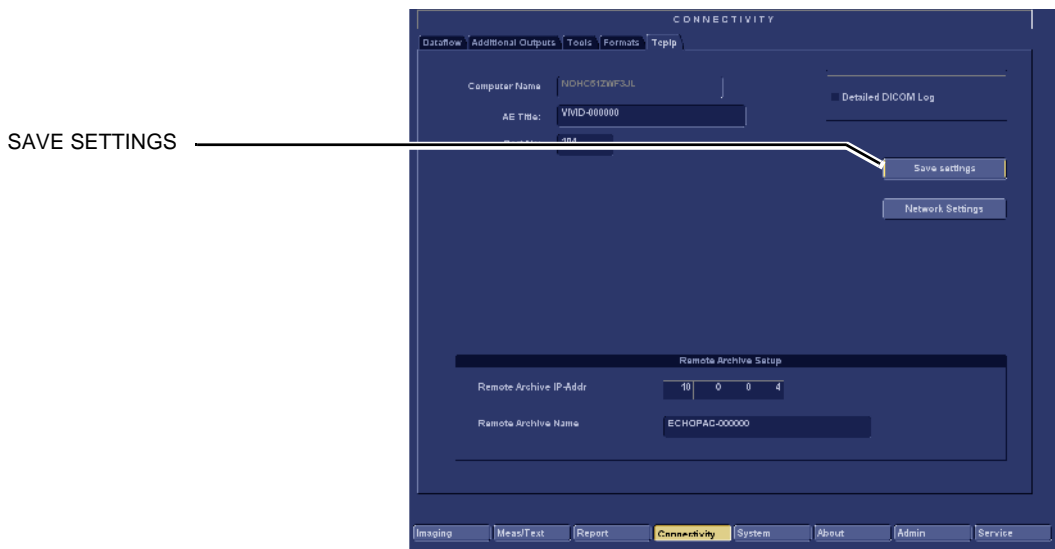 CONNECTIVITY
Dataflow Additional Outputs Tools Formats Tcpip
Computer Name NOHC51ZWF3JL
Detailed DICOM Log
AE Title: VIVID-000000
104
SAVE SETTINGS
Save settings
Network Settings
Remote Archive Setup
Remote Archive IP-Addr 10 0 0 4
Remote Archive Name ECHOPAC-000000
Imaging Meas/Text Report Connectivity System About Admin Service